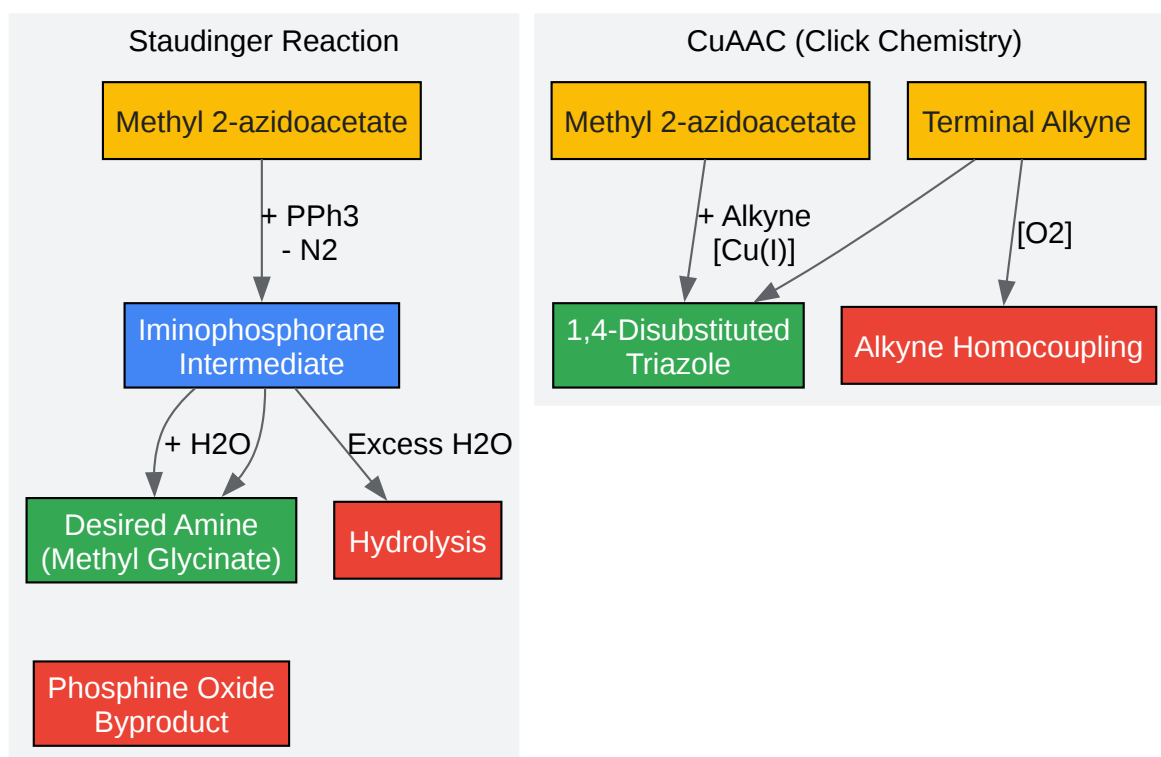 Staudinger Reaction
Methyl 2-azidoacetate
+ PPh3
- N2
Iminophosphorane
Intermediate
+ H2O
Excess H2O
Desired Amine
(Methyl Glycinate)
Hydrolysis
Phosphine Oxide
Byproduct
CuAAC (Click Chemistry)
Methyl 2-azidoacetate
Terminal Alkyne
+ Alkyne
[Cu(I)]
[O2]
1,4-Disubstituted
Triazole
Alkyne Homocoupling